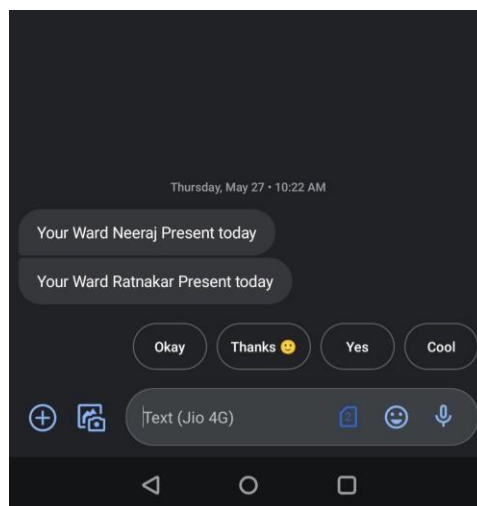 Thursday, May 27 • 10:22 AM
Your Ward Neeraj Present today
Your Ward Ratnakar Present today
Okay
Thanks 🙂
Yes
Cool
Text (Jio 4G)
2